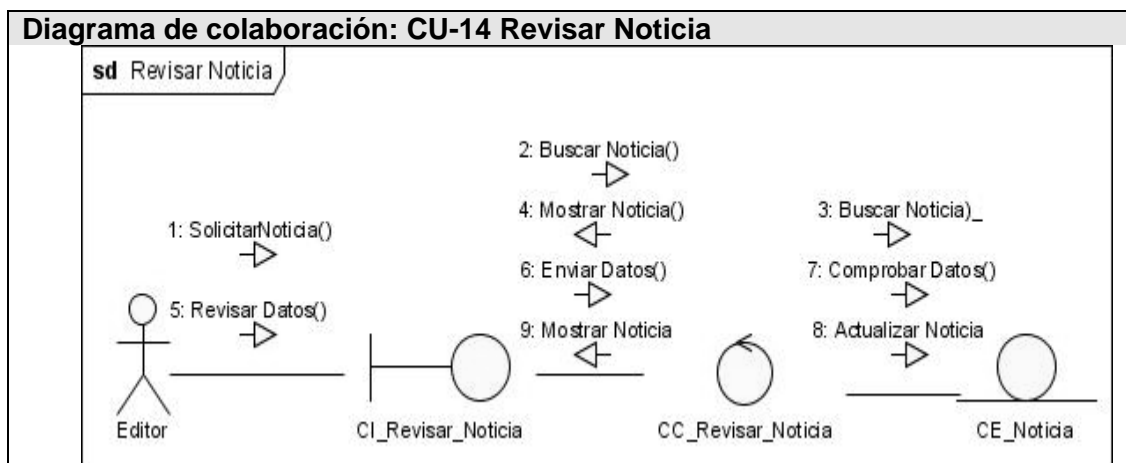 Diagrama de colaboración: CU-14 Revisar Noticia
sd Revisar Noticia
2: Buscar Noticia()
4: Mostrar Noticia()
3: Buscar Noticia)_
1: SolicitarNoticia()
6: Enviar Datos()
7: Comprobar Datos()
5: Revisar Datos()
9: Mostrar Noticia
8: Actualizar Noticia
Editor
CI_Revisar_Noticia
CC_Revisar_Noticia
CE_Noticia